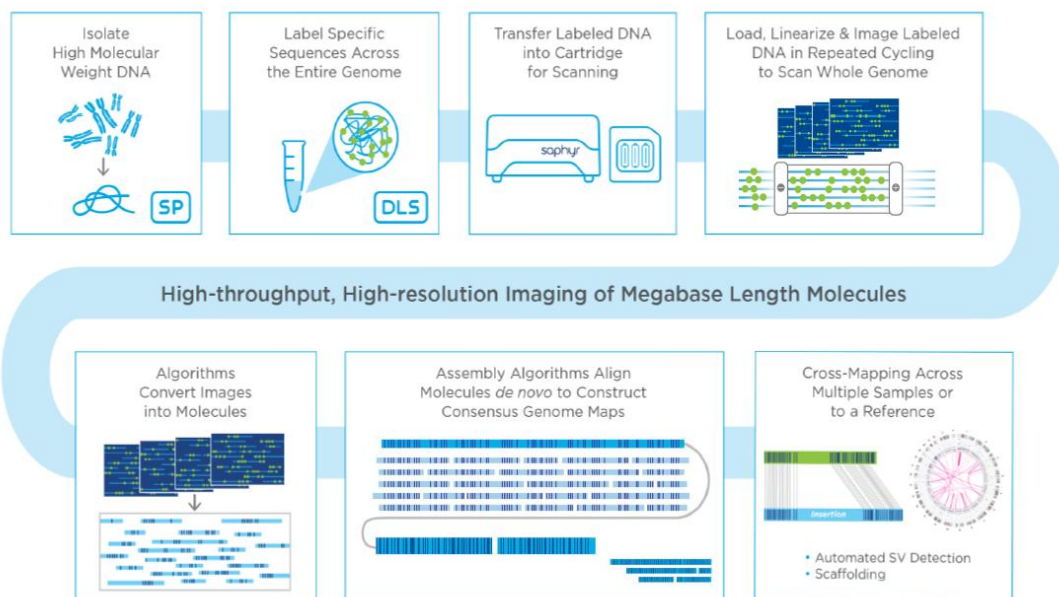 Isolate
High Molecular
Weight DNA
SP
Label Specific
Sequences Across
the Entire Genome
DLS
Transfer Labeled DNA
into Cartridge
for Scanning
saphyr
Load, Linearize & Image Labeled
DNA in Repeated Cycling
to Scan Whole Genome
High-throughput, High-resolution Imaging of Megabase Length Molecules
Algorithms
Convert Images
into Molecules
Assembly Algorithms Align
Molecules de novo to Construct
Consensus Genome Maps
Cross-Mapping Across
Multiple Samples or
to a Reference
Insertion
• Automated SV Detection
• Scaffolding